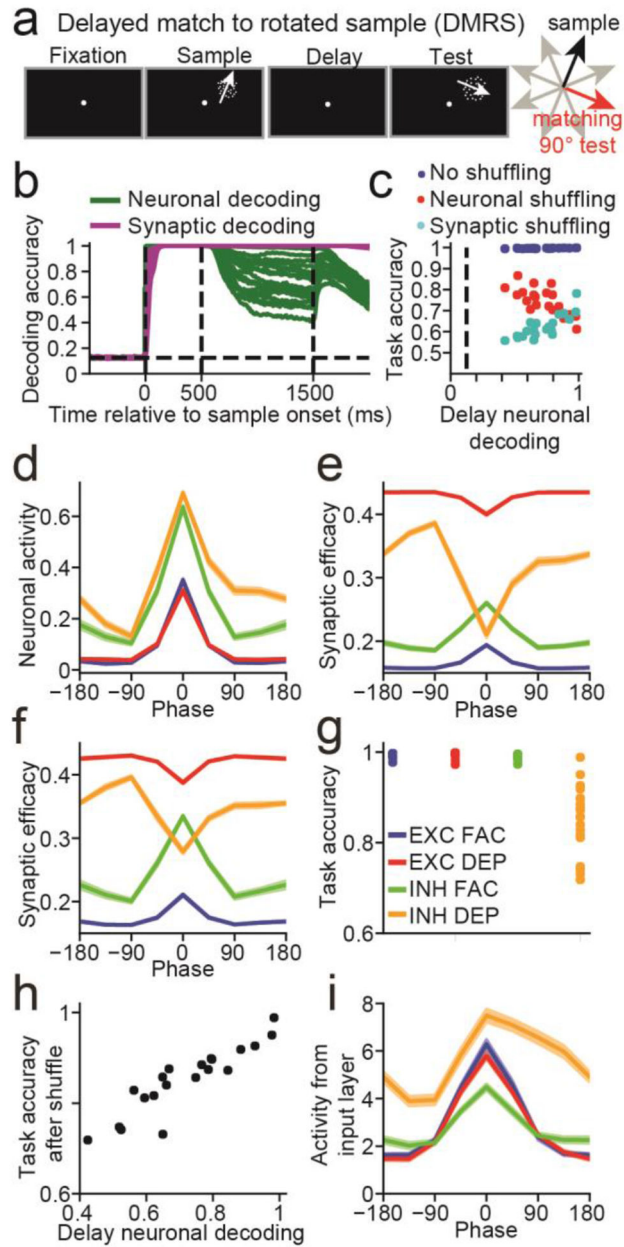 a Delayed match to rotated sample (DMRS)
sample
Fixation Sample Delay Test
matching
90° test
b
Neuronal decoding
Synaptic decoding
Decoding accuracy
1
0.8
0.6
0.4
0.2
0
0 500 1500
Time relative to sample onset (ms)
c
No shuffling
Neuronal shuffling
Synaptic shuffling
Task accuracy
1
0.9
0.8
0.7
0.6
0.5
0 1
Delay neuronal
decoding
d
Neuronal activity
0.6
0.4
0.2
0
−180 −90 0 90 180
Phase
e
Synaptic efficacy
0.4
0.3
0.2
−180 −90 0 90 180
Phase
f
Synaptic efficacy
0.4
0.3
0.2
−180 −90 0 90 180
Phase
g
Task accuracy
1
0.8
0.6
EXC FAC
EXC DEP
INH FAC
INH DEP
h
Task accuracy
after shuffle
1
0.6
0.4 0.6 0.8 1
Delay neuronal decoding
i
Activity from
input layer
8
6
4
2
0
−180 −90 0 90 180
Phase